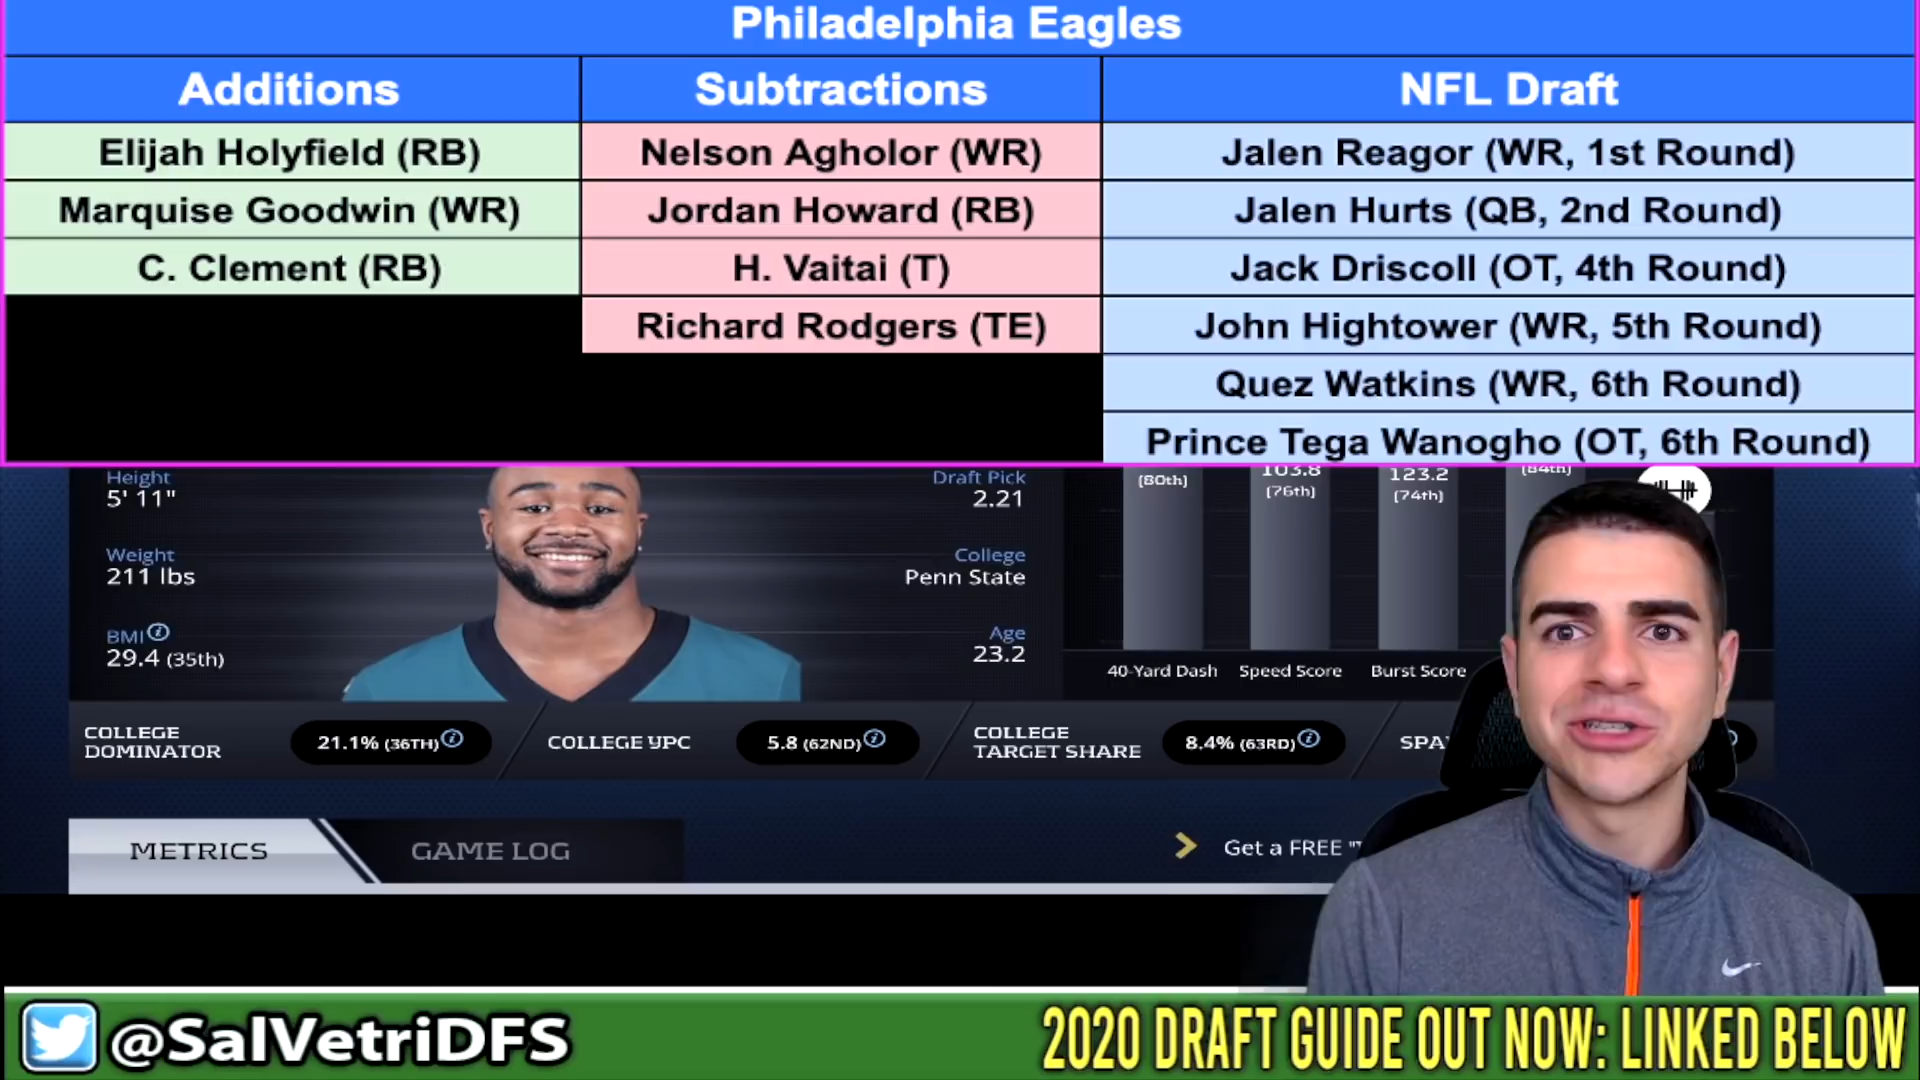 Philadelphia Eagles
Additions Subtractions NFL Draft
Elijah Holyfield (RB) Nelson Agholor (WR) Jalen Reagor (WR, 1st Round)
Marquise Goodwin (WR) Jordan Howard (RB) Jalen Hurts (QB, 2nd Round)
C. Clement (RB) H. Vaitai (T) Jack Driscoll (OT, 4th Round)
Richard Rodgers (TE) John Hightower (WR, 5th Round)
Quez Watkins (WR, 6th Round)
Prince Tega Wanogho (OT, 6th Round)
Height
5' 11"
Weight
211 lbs
BMI
29.4 (35th)
Draft Pick
2.21
College
Penn State
Age
23.2
(80th)
103.8
(76th)
123.2
(74th)
(84th)
40-Yard Dash Speed Score Burst Score
COLLEGE DOMINATOR 21.1% (36TH)
COLLEGE YPC 5.8 (62ND)
COLLEGE TARGET SHARE 8.4% (63RD)
SPA
METRICS GAME LOG
Get a FREE "
@SalVetriDFS
2020 DRAFT GUIDE OUT NOW: LINKED BELOW